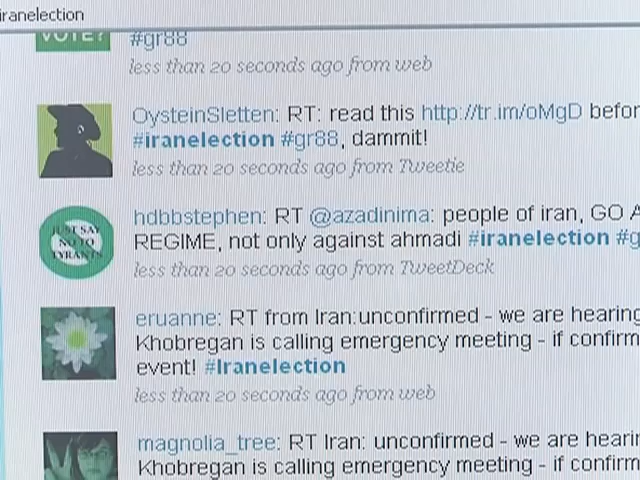 iranelection
VOTE?
#gr88
less than 20 seconds ago from web
OysteinSletten: RT: read this http://tr.im/oMgD befor
#iranelection #gr88, dammit!
less than 20 seconds ago from Tweetie
JUST SAY
NO TO
TYRANTS
hdbbstephen: RT @azadinima: people of iran, GO A
REGIME, not only against ahmadi #iranelection #g
less than 20 seconds ago from TweetDeck
eruanne: RT from Iran:unconfirmed - we are hearing
Khobregan is calling emergency meeting - if confirm
event! #Iranelection
less than 20 seconds ago from web
magnolia_tree: RT Iran: unconfirmed - we are hearin
Khobregan is calling emergency meeting - if confirm